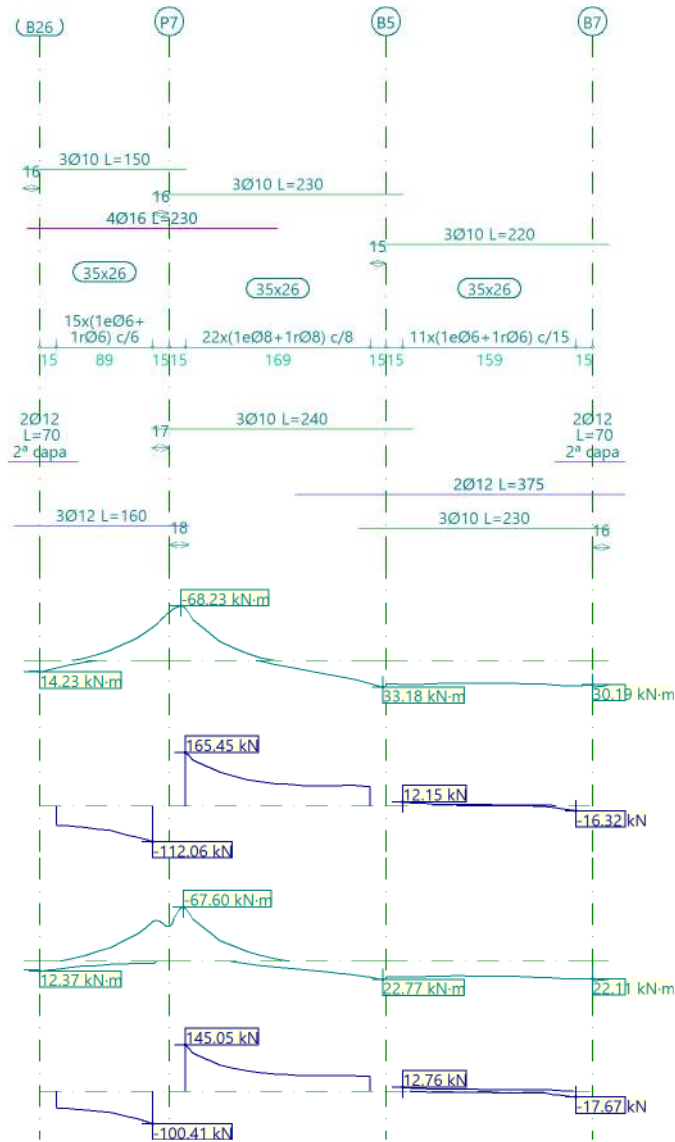 B26 P7 B5 B7
3Ø10 L=150
16
3Ø10 L=230
16
4Ø16 L=230
3Ø10 L=220
15
35x26
35x26
35x26
15x(1eØ6+
1rØ6) c/6
22x(1eØ8+1rØ8) c/8
11x(1eØ6+1rØ6) c/15
15 89 15 15 169 15 15 159 15
2Ø12
L=70
2ª capa
3Ø10 L=240
17
2Ø12
L=70
2ª capa
2Ø12 L=375
3Ø12 L=160
18
3Ø10 L=230
16
-68.23 kN·m
14.23 kN·m
33.18 kN·m
30.19 kN·m
165.45 kN
12.15 kN
-16.32 kN
-112.06 kN
-67.60 kN·m
12.37 kN·m
22.77 kN·m
22.11 kN·m
145.05 kN
12.76 kN
-17.67 kN
-100.41 kN